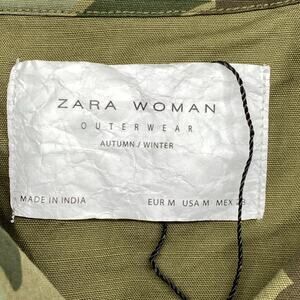 ZARA WOMAN
OUTERWEAR
AUTUMN / WINTER
MADE IN INDIA
EUR M USA M MEX